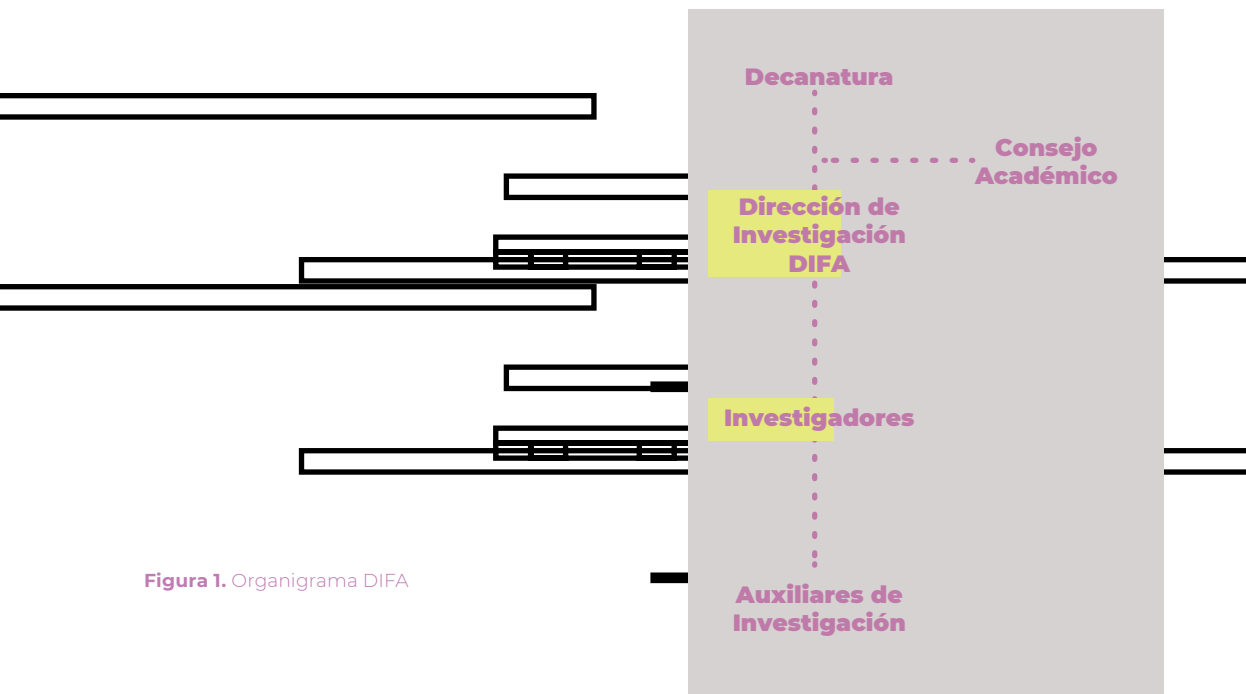 Decanatura
Consejo
Académico
Dirección de
Investigación
DIFA
Investigadores
Figura 1. Organigrama DIFA
Auxiliares de
Investigación